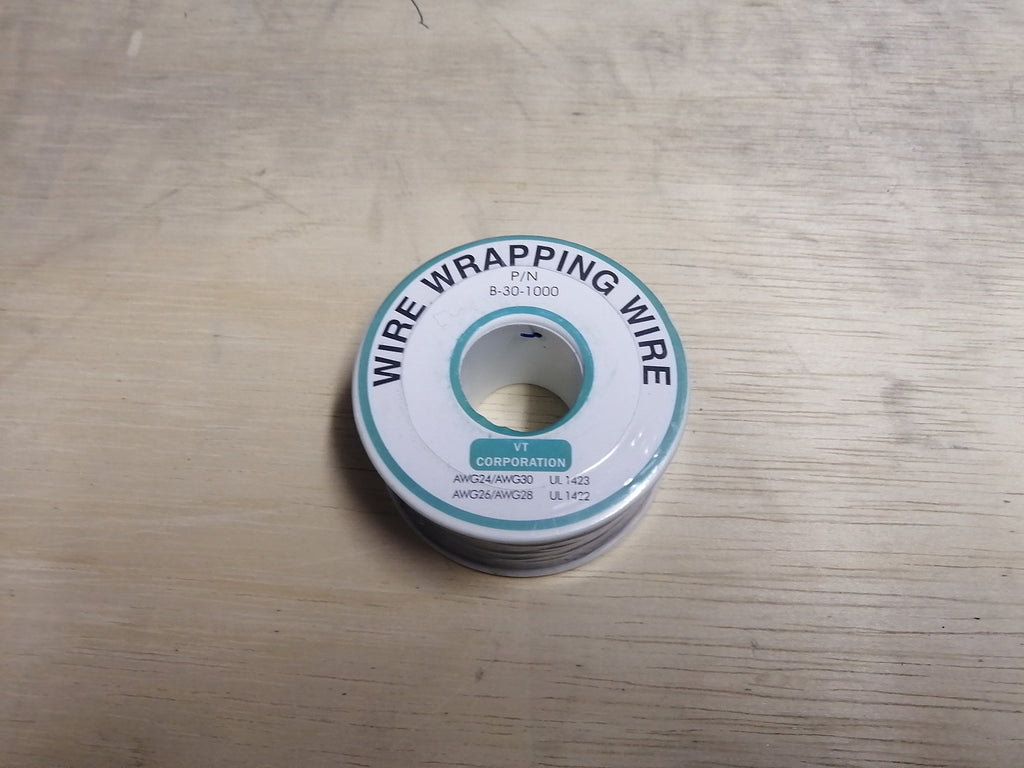 WIRE WRAPPING WIRE
P/N
B-30-1000
VT
CORPORATION
AWG24/AWG30 UL 1423
AWG26/AWG28 UL 1422